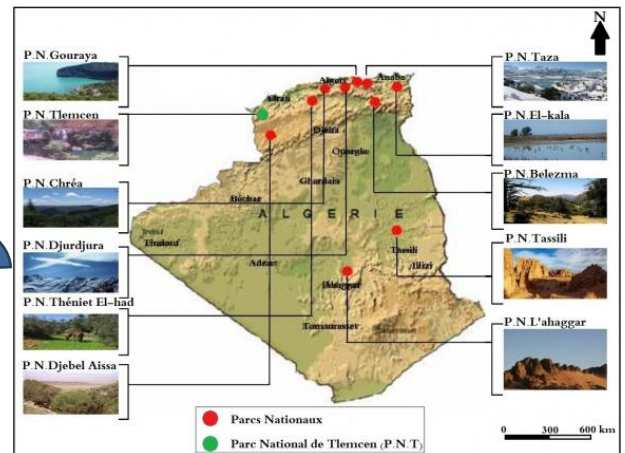 N
P.N.Gouraya
P.N.Tlemcen
P.N.Chréa
P.N.Djurdjura
P.N.Théniet El-had
P.N.Djebel Aissa
P.N.Taza
P.N.El-kala
P.N.Belezma
P.N.Tassili
P.N.L'ahaggar
Alger
Annaba
Oran
Djelfa
Ouargla
Ghardaia
Béchar
ALGERIE
Tindouf
Tindouf
Adrar
Tassili
Illizi
Ahaggar
Tamanrasset
Parcs Nationaux
Parc National de Tlemcen (P.N.T)
0 300 600 km